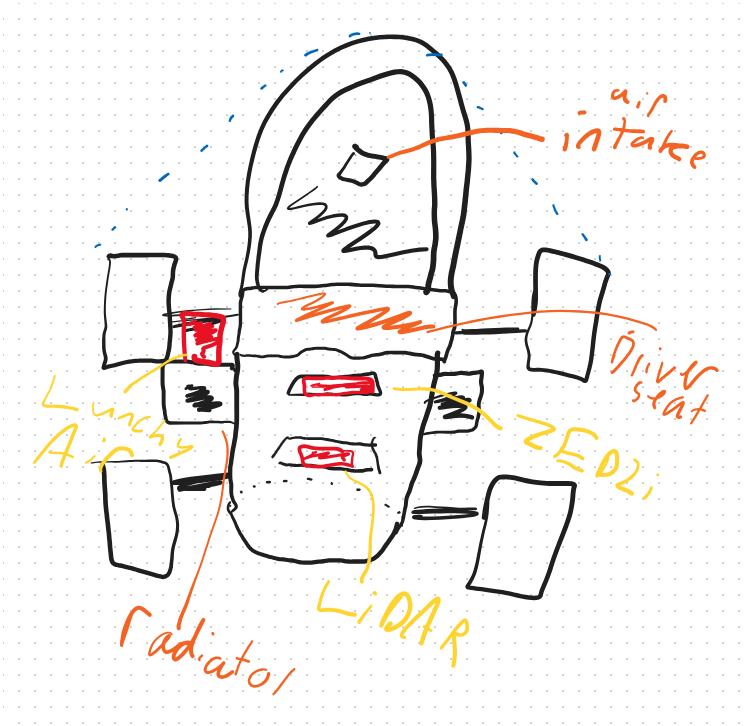 air
intake
Driver
seat
Lunchy
Air
ZED2i
LiDAR
radiator